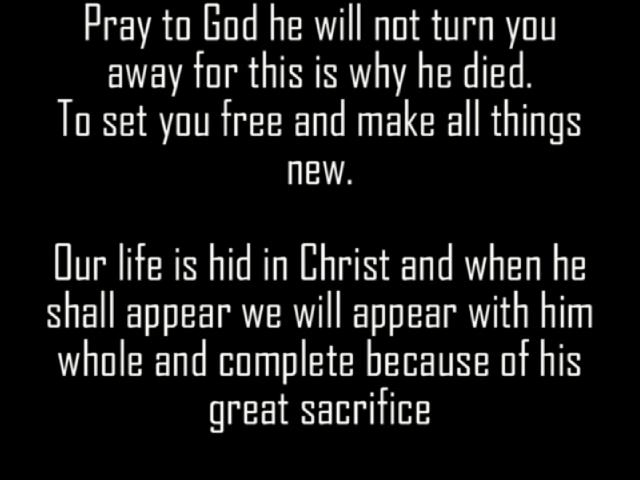 Pray to God he will not turn you
away for this is why he died.
To set you free and make all things
new.
Our life is hid in Christ and when he
shall appear we will appear with him
whole and complete because of his
great sacrifice